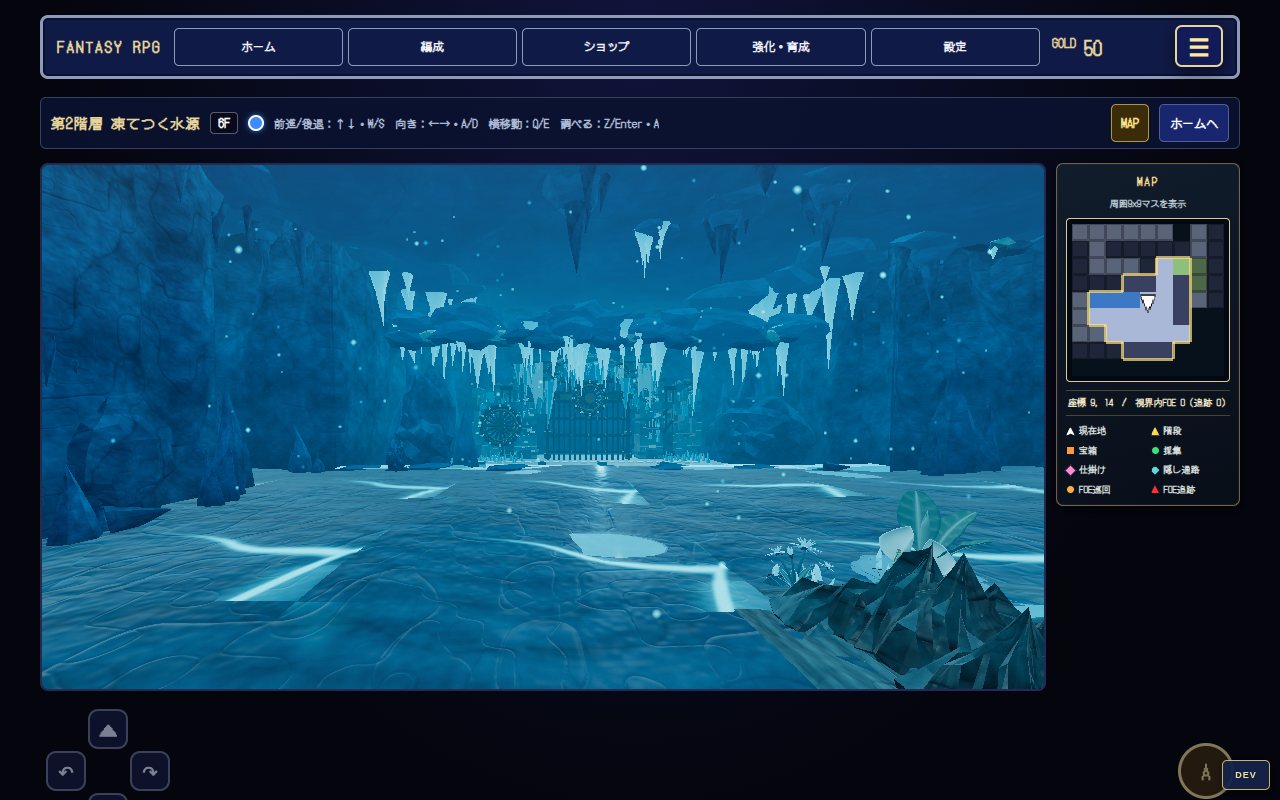 FANTASY RPG
ホーム
編成
ショップ
強化・育成
設定
GOLD 50
第2階層 凍てつく水源
6F
前進/後退：↑↓・W/S 向き：←→・A/D 横移動：Q/E 調べる：Z/Enter・A
MAP
ホームへ
MAP
周囲9x9マスを表示
座標 9, 14 / 視界内FOE 0 (追跡 0)
現在地
階段
宝箱
採集
仕掛け
隠し通路
FOE巡回
FOE追跡
A
DEV